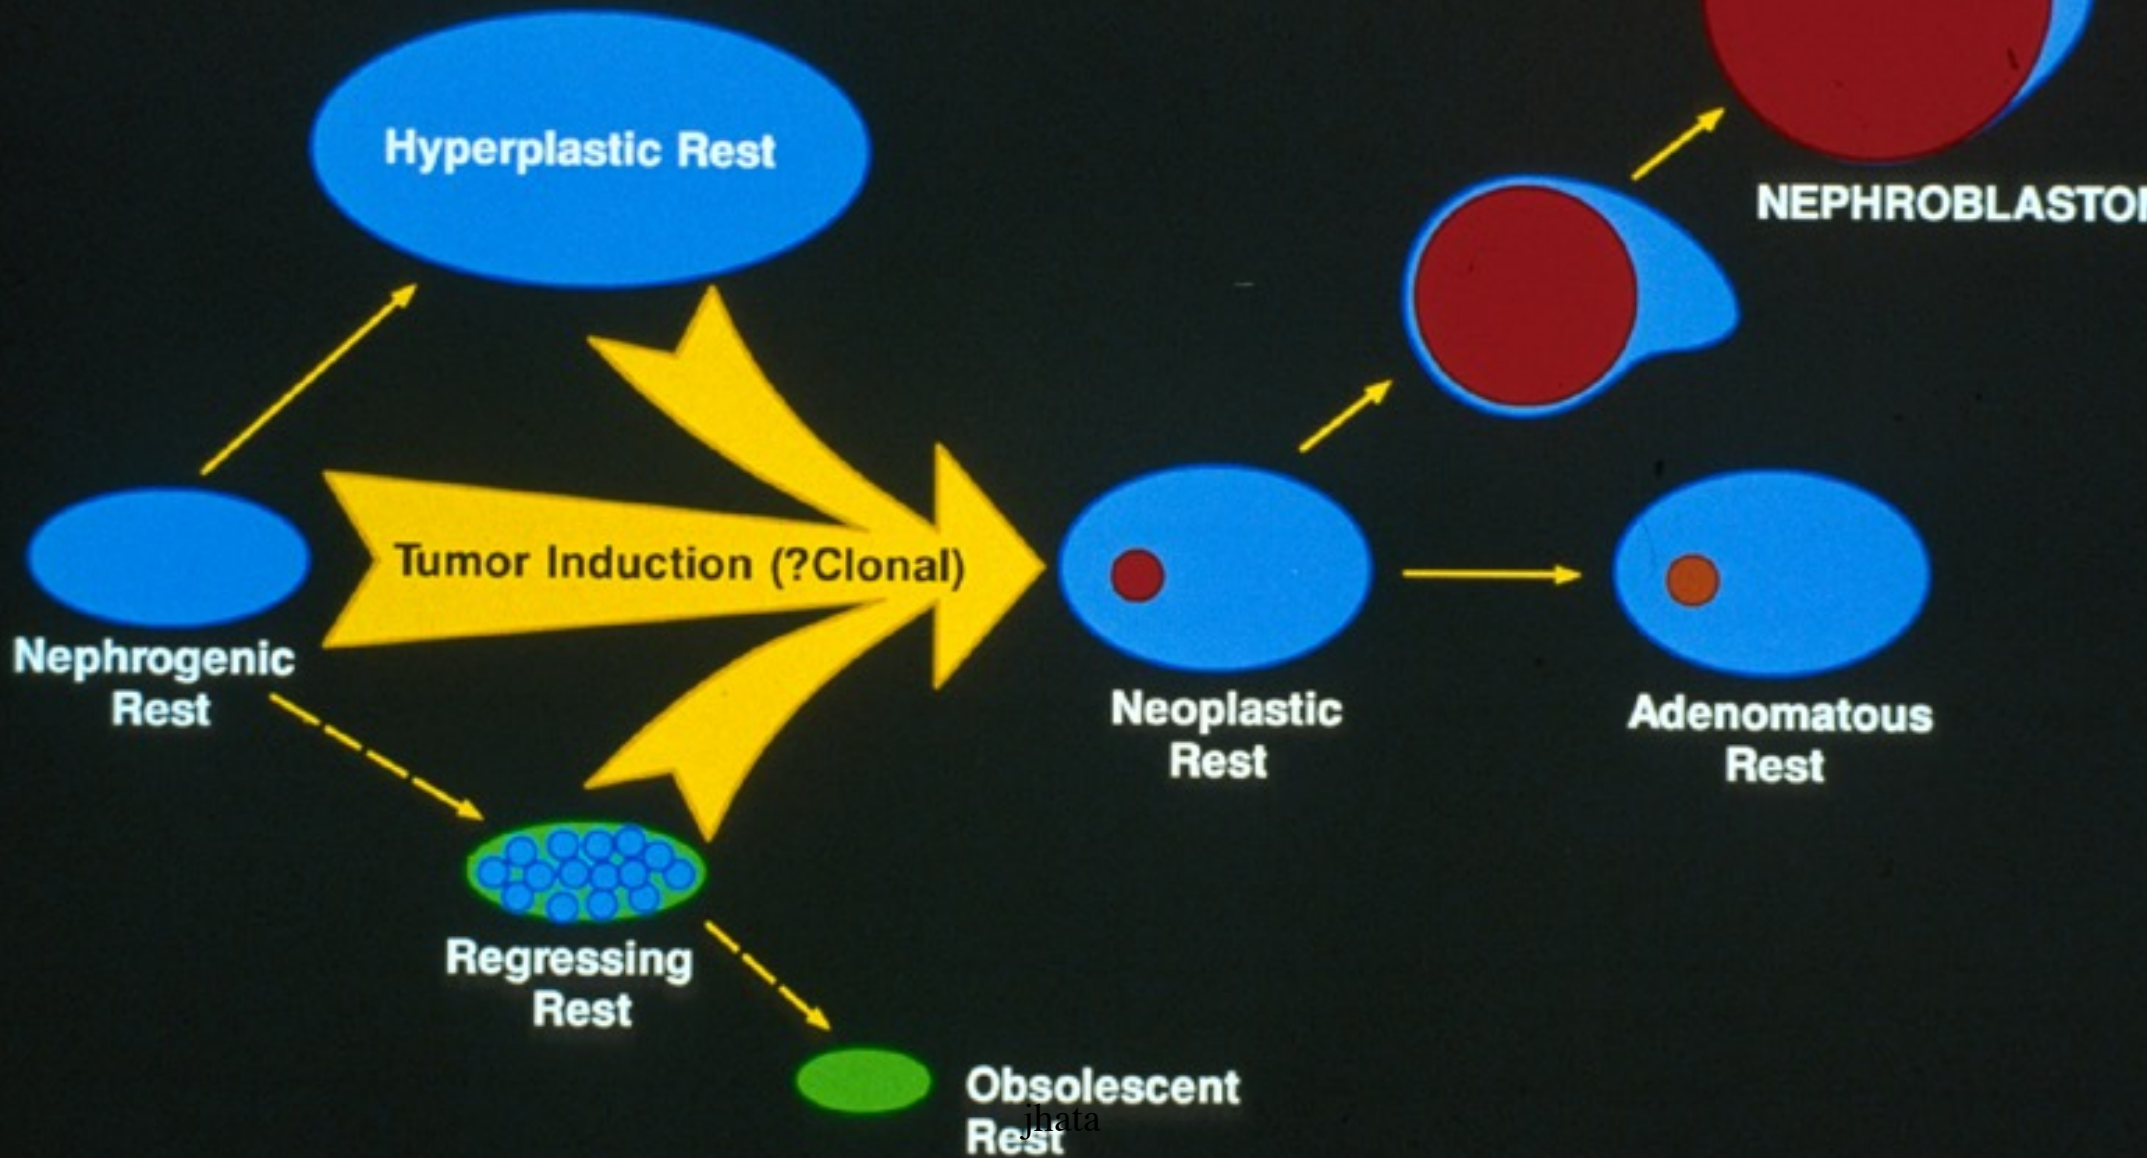 Hyperplastic Rest
NEPHROBLASTO
Tumor Induction (?Clonal)
Nephrogenic
Rest
Neoplastic
Rest
Adenomatous
Rest
Regressing
Rest
Obsolescent
Rest
jhata